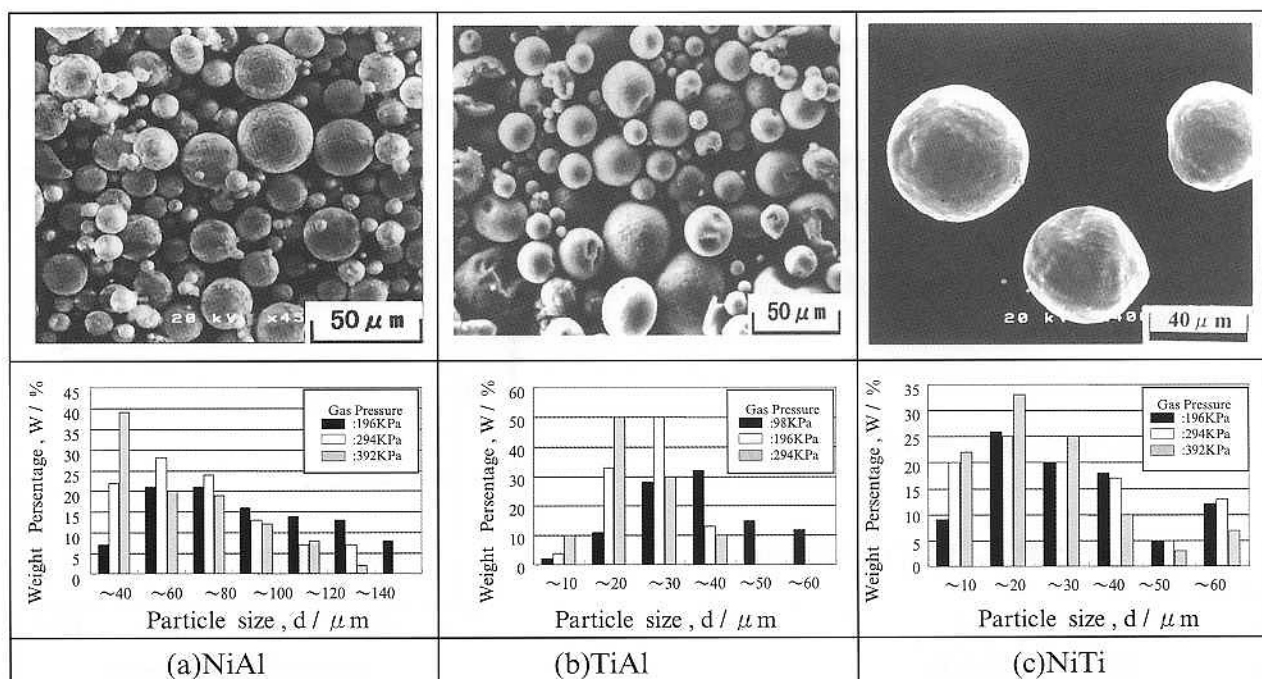 20 kV x45
50 μm
50 μm
20 kV
40 μm
Weight Persentage , W / %
45
40
35
30
25
20
15
10
5
0
Gas Pressure
:196KPa
:294KPa
:392KPa
~40 ~60 ~80 ~100 ~120 ~140
Particle size , d / μm
Weight Persentage , W / %
60
50
40
30
20
10
0
Gas Pressure
:98KPa
:196KPa
:294KPa
~10 ~20 ~30 ~40 ~50 ~60
Particle size , d / μm
Weight Persentage , W / %
35
30
25
20
15
10
5
0
Gas Pressure
:196KPa
:294KPa
:392KPa
~10 ~20 ~30 ~40 ~50 ~60
Particle size , d / μm
(a)NiAl
(b)TiAl
(c)NiTi